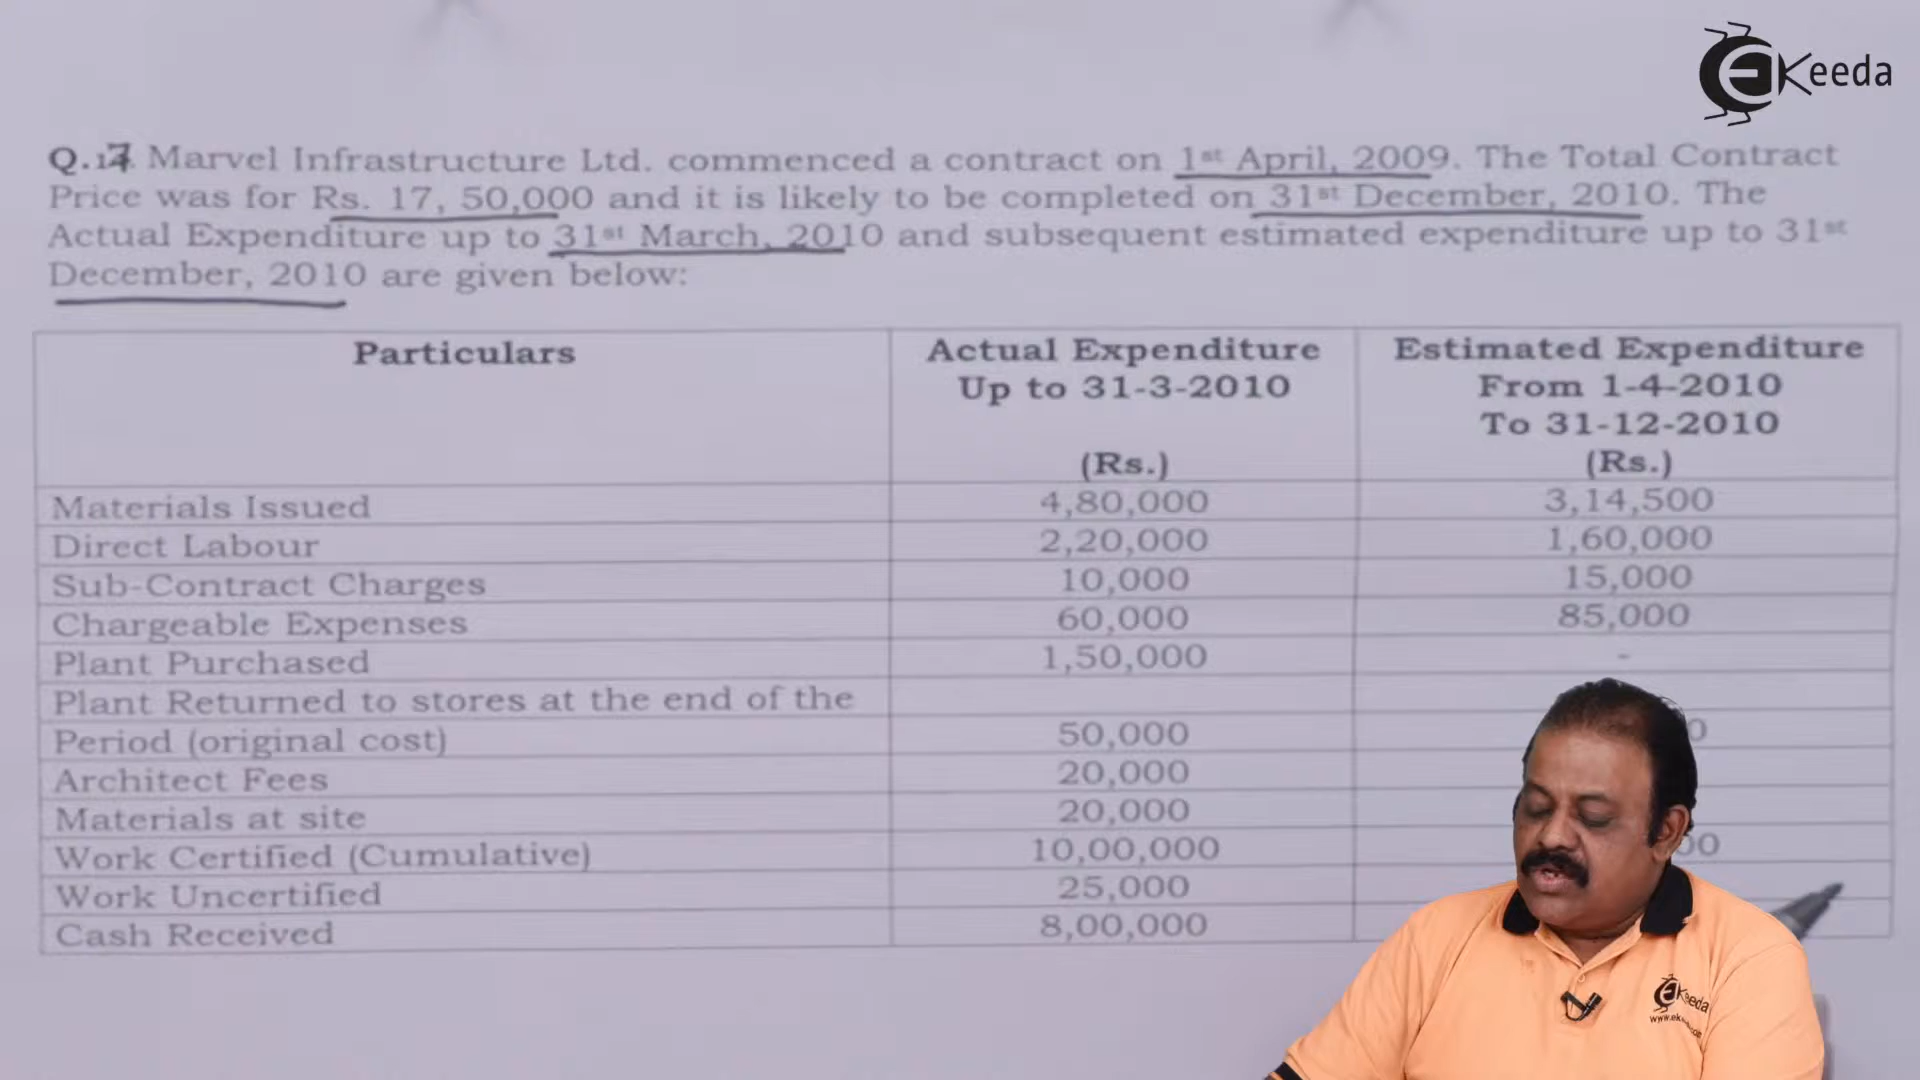 eKeeda
Q.17. Marvel Infrastructure Ltd. commenced a contract on 1st April, 2009. The Total Contract
Price was for Rs. 17, 50,000 and it is likely to be completed on 31st December, 2010. The
Actual Expenditure up to 31st March, 2010 and subsequent estimated expenditure up to 31st
December, 2010 are given below:
Particulars Actual Expenditure Estimated Expenditure
Up to 31-3-2010 From 1-4-2010
To 31-12-2010
(Rs.) (Rs.)
Materials Issued 4,80,000 3,14,500
Direct Labour 2,20,000 1,60,000
Sub-Contract Charges 10,000 15,000
Chargeable Expenses 60,000 85,000
Plant Purchased 1,50,000 -
Plant Returned to stores at the end of the
Period (original cost) 50,000
Architect Fees 20,000
Materials at site 20,000
Work Certified (Cumulative) 10,00,000
Work Uncertified 25,000
Cash Received 8,00,000
eKeeda